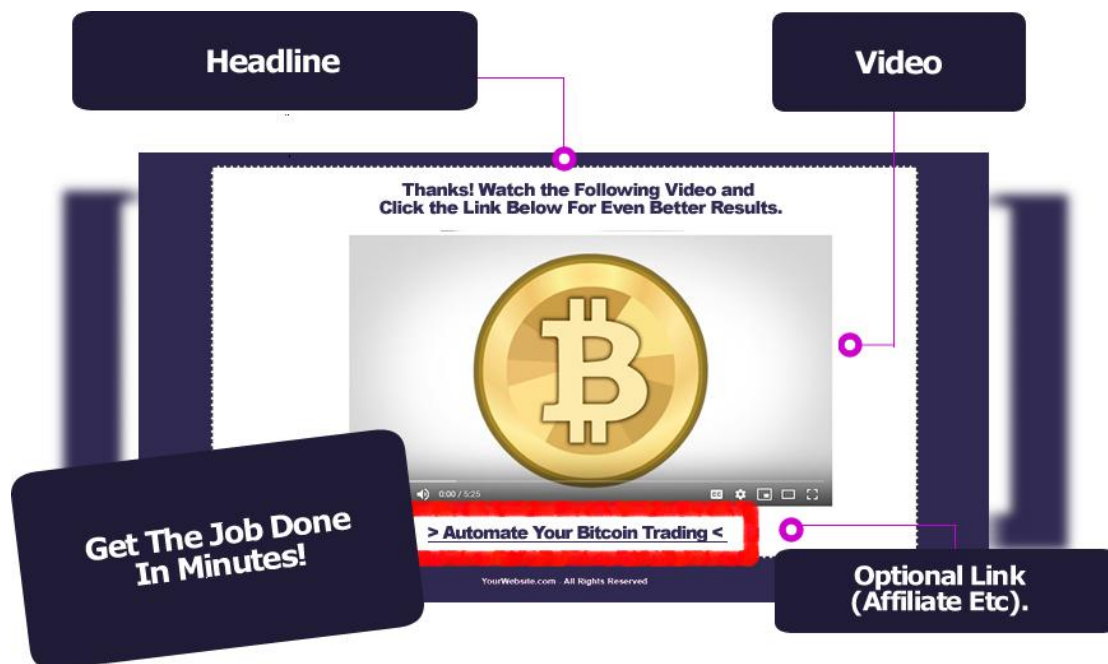 Headline
Video
Thanks! Watch the Following Video and
Click the Link Below For Even Better Results.
0:00 / 5:25
CC
> Automate Your Bitcoin Trading <
Get The Job Done
In Minutes!
YourWebsite.com . All Rights Reserved
Optional Link
(Affiliate Etc).